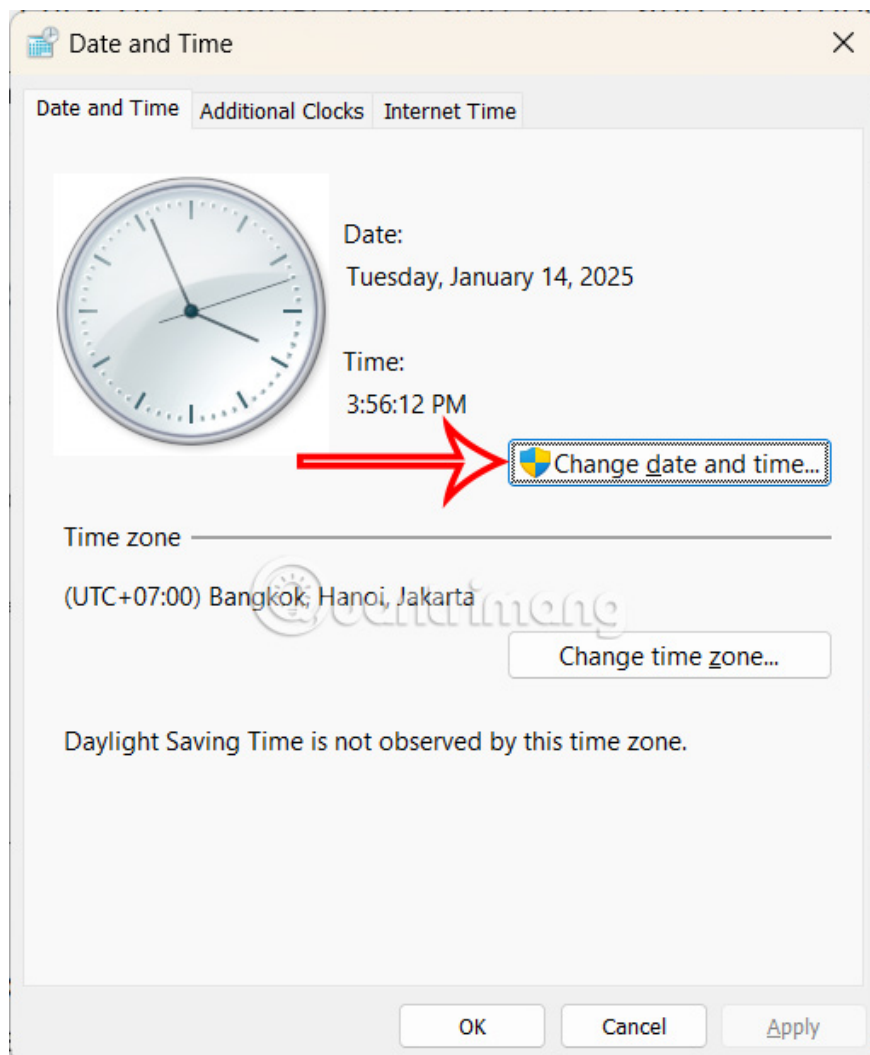 Date and Time
Date and Time Additional Clocks Internet Time
Date:
Tuesday, January 14, 2025
Time:
3:56:12 PM
Change date and time...
Time zone
(UTC+07:00) Bangkok, Hanoi, Jakarta
Quantrimang
Change time zone...
Daylight Saving Time is not observed by this time zone.
OK Cancel Apply